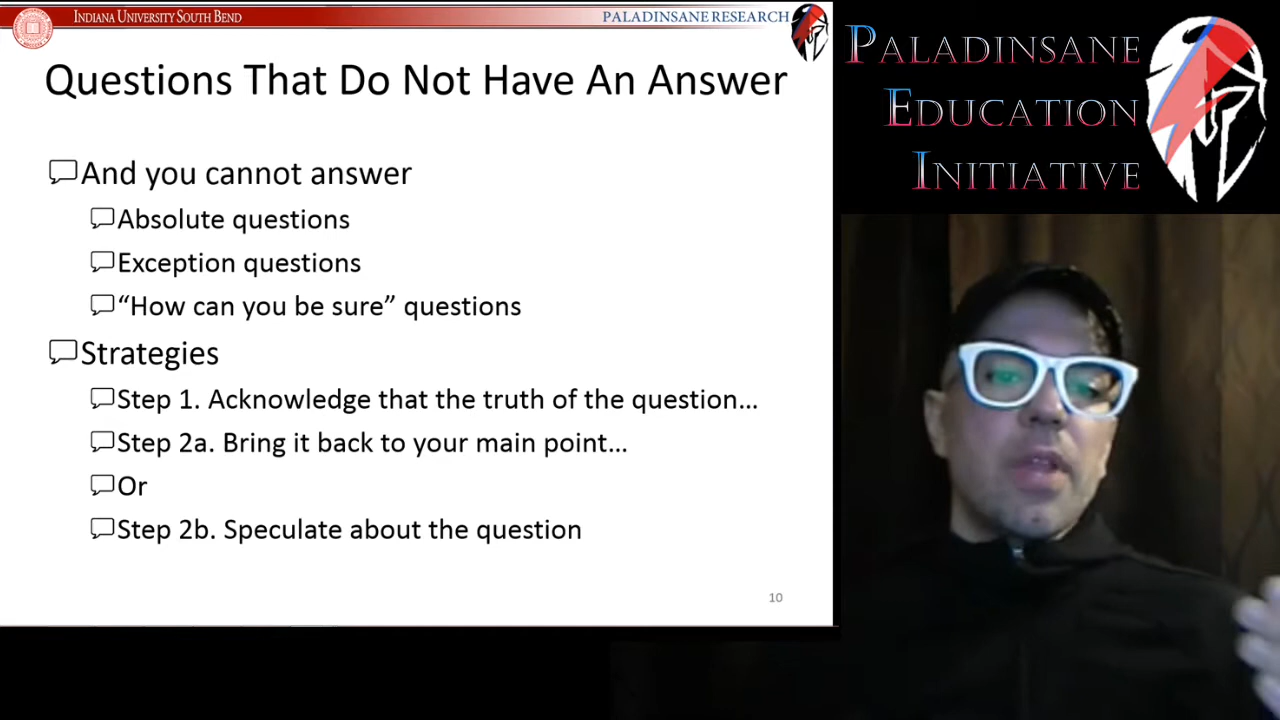 INDIANA UNIVERSITY SOUTH BEND
PALADINSANE RESEARCH
Questions That Do Not Have An Answer
And you cannot answer
Absolute questions
Exception questions
“How can you be sure” questions
Strategies
Step 1. Acknowledge that the truth of the question…
Step 2a. Bring it back to your main point…
Or
Step 2b. Speculate about the question
10
PALADINSANE
EDUCATION
INITIATIVE